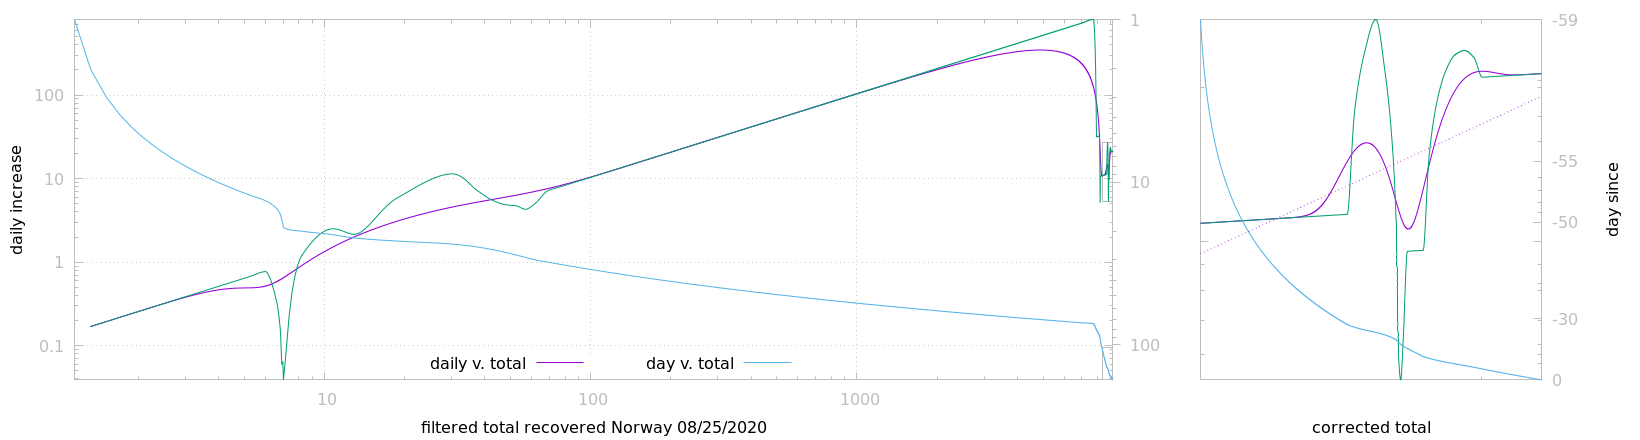 1
-59
100
daily increase
-55
day since
10
10
-50
1
-30
0.1
100
daily v. total
day v. total
0
10
100
1000
filtered total recovered Norway 08/25/2020
corrected total